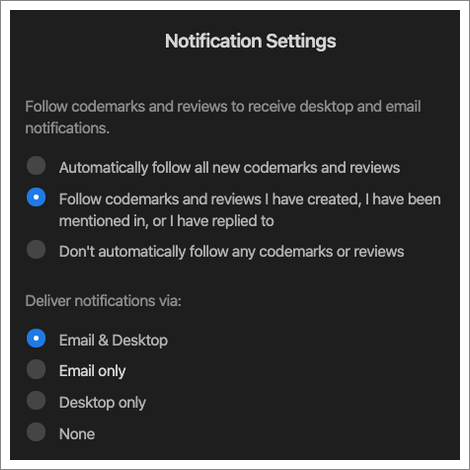 Notification Settings
Follow codemarks and reviews to receive desktop and email
notifications.
Automatically follow all new codemarks and reviews
Follow codemarks and reviews I have created, I have been
mentioned in, or I have replied to
Don't automatically follow any codemarks or reviews
Deliver notifications via:
Email & Desktop
Email only
Desktop only
None